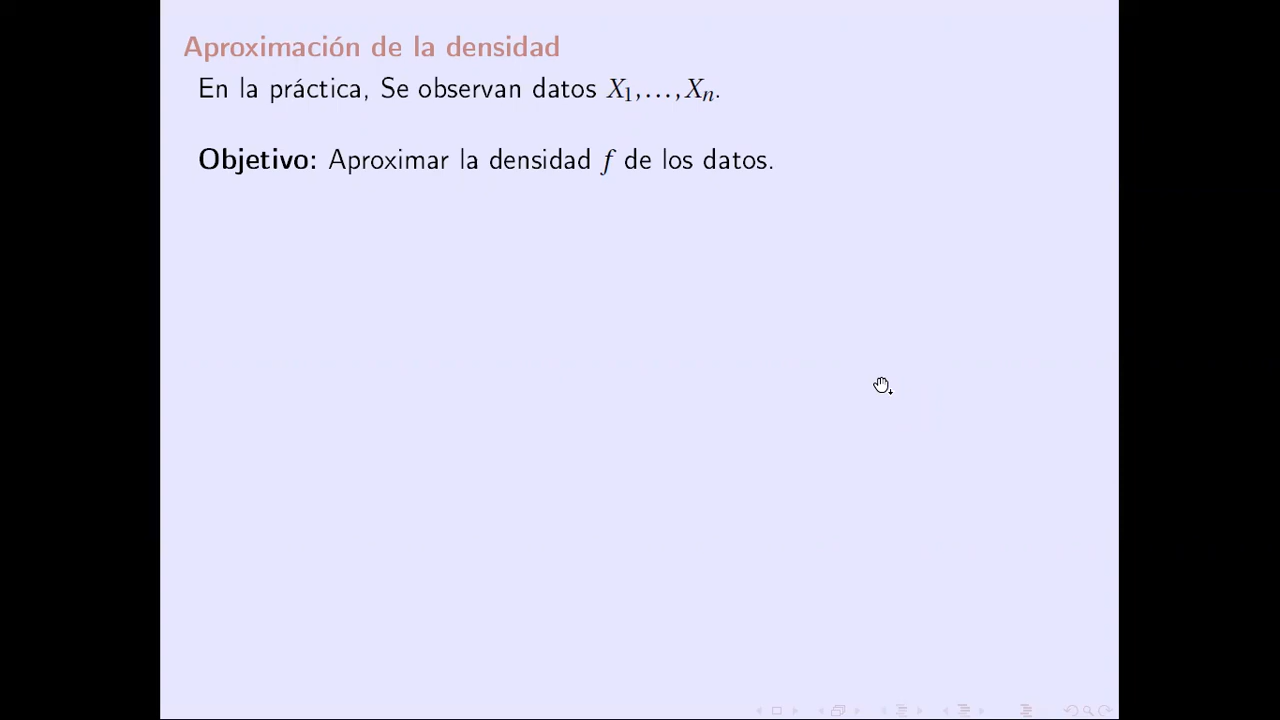 Aproximación de la densidad
En la práctica, Se observan datos X₁,…,Xₙ.
Objetivo: Aproximar la densidad f de los datos.